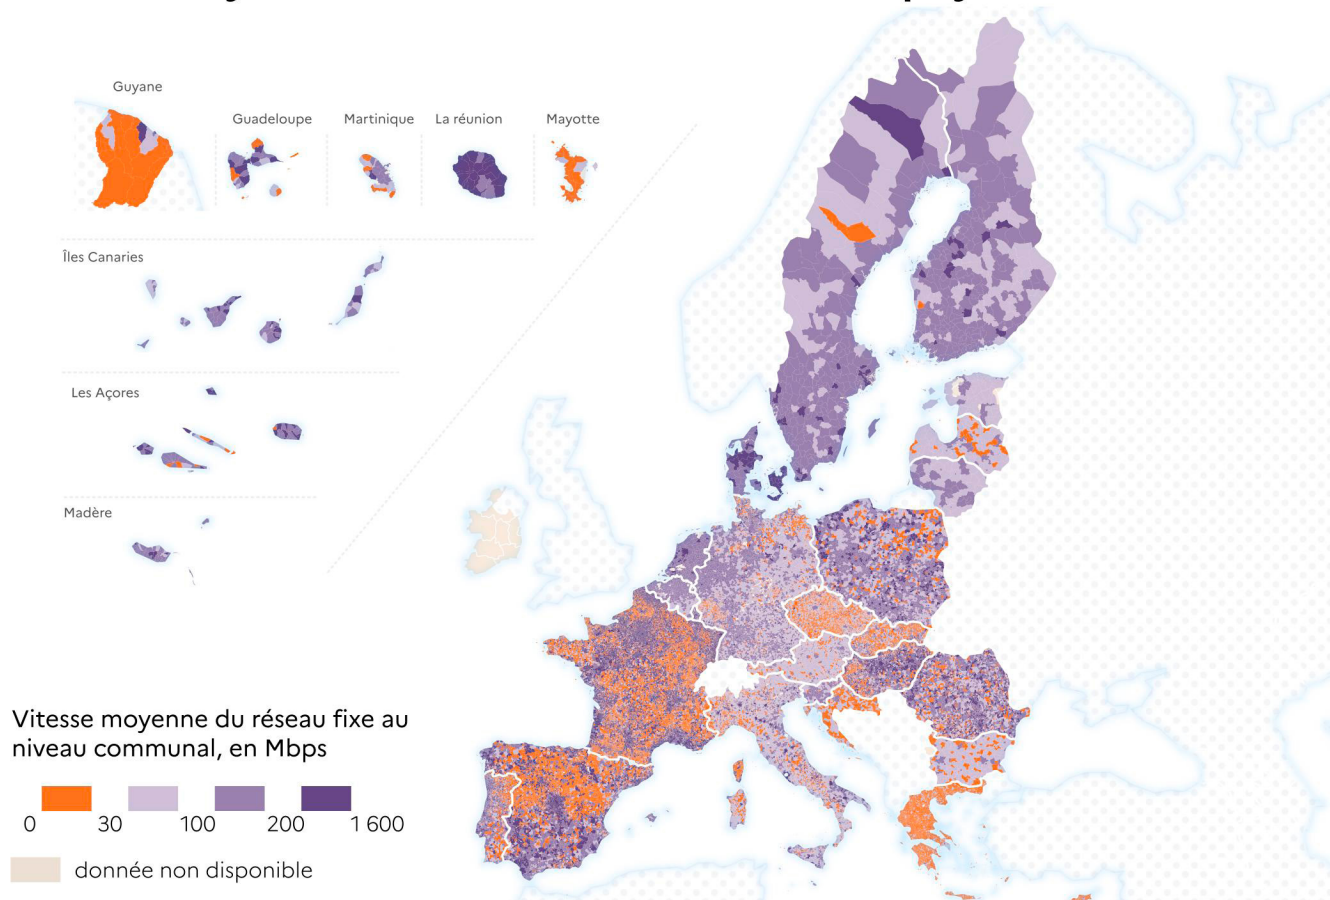 Guyane
Guadeloupe
Martinique
La réunion
Mayotte
Îles Canaries
Les Açores
Madère
Vitesse moyenne du réseau fixe au
niveau communal, en Mbps
0 30 100 200 1 600
donnée non disponible